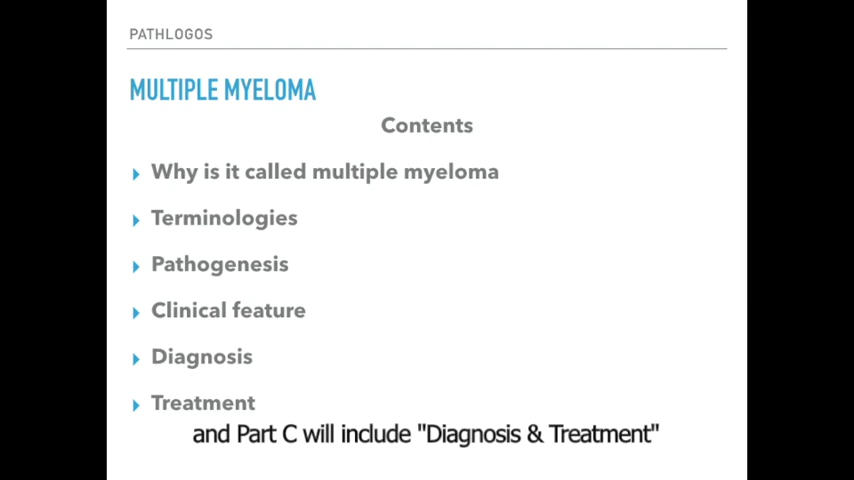 PATHLOGOS
MULTIPLE MYELOMA
Contents
Why is it called multiple myeloma
Terminologies
Pathogenesis
Clinical feature
Diagnosis
Treatment
and Part C will include "Diagnosis & Treatment"